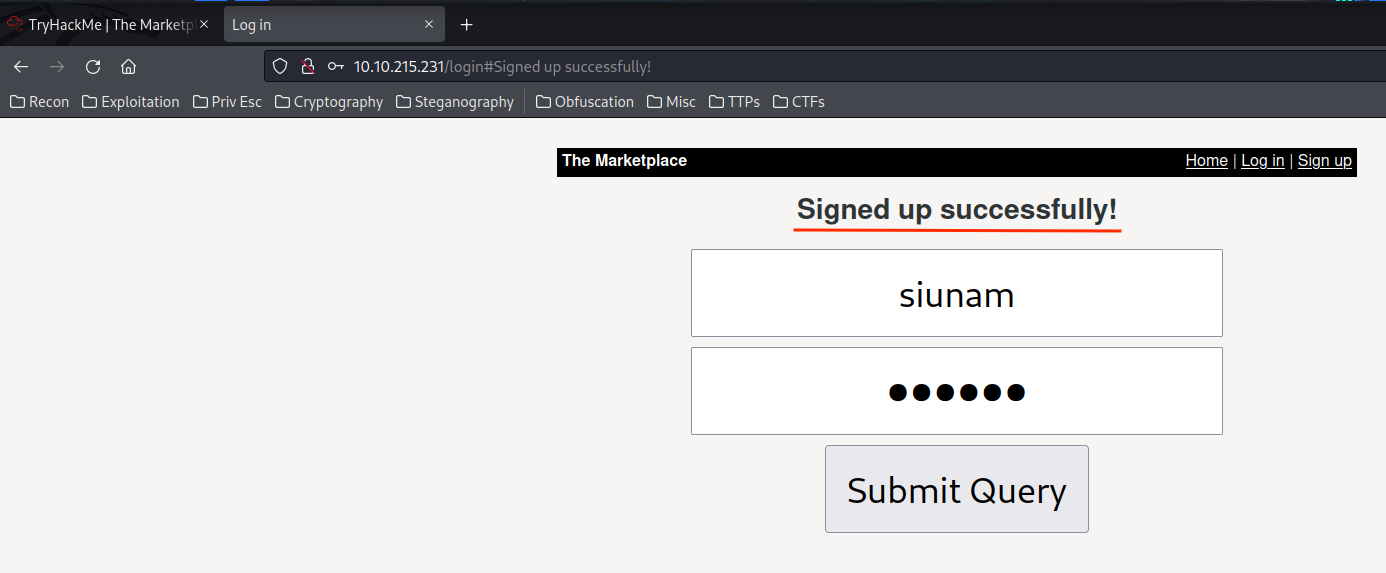 TryHackMe | The Marketp
Log in
10.10.215.231/login#Signed up successfully!
Recon Exploitation Priv Esc Cryptography Steganography Obfuscation Misc TTPs CTFs
The Marketplace Home | Log in | Sign up
Signed up successfully!
siunam
●●●●●●
Submit Query